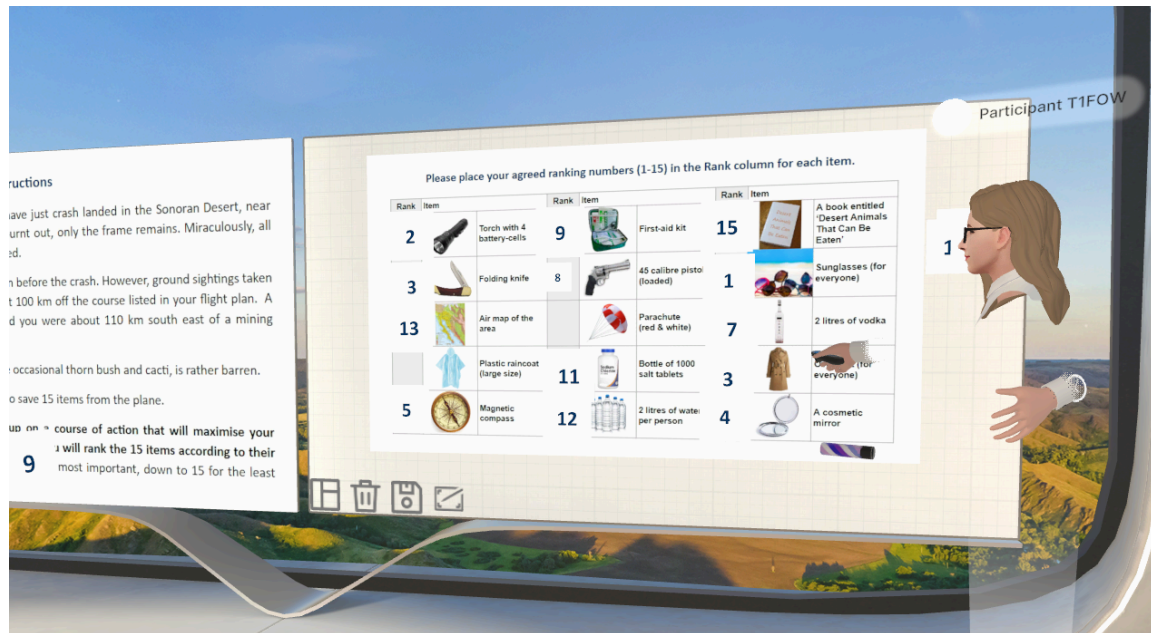 Participant T1FOW
ructions
ave just crash landed in the Sonoran Desert, near
urnt out, only the frame remains. Miraculously, all
ed.
before the crash. However, ground sightings taken
100 km off the course listed in your flight plan. A
d you were about 110 km south east of a mining
occasional thorn bush and cacti, is rather barren.
o save 15 items from the plane.
up on a course of action that will maximise your
will rank the 15 items according to their
9
most important, down to 15 for the least
Please place your agreed ranking numbers (1-15) in the Rank column for each item.
Rank Item
2
Torch with 4
battery-cells
3
Folding knife
13
Air map of the
area
Plastic raincoat
(large size)
5
Magnetic
compass
Rank Item
9
First-aid kit
8
45 calibre pistol
(loaded)
Parachute
(red & white)
11
Bottle of 1000
salt tablets
12
2 litres of water
per person
Rank Item
15
A book entitled
'Desert Animals
That Can Be
Eaten'
1
Sunglasses (for
everyone)
7
2 litres of vodka
3
(for
everyone)
4
A cosmetic
mirror
1